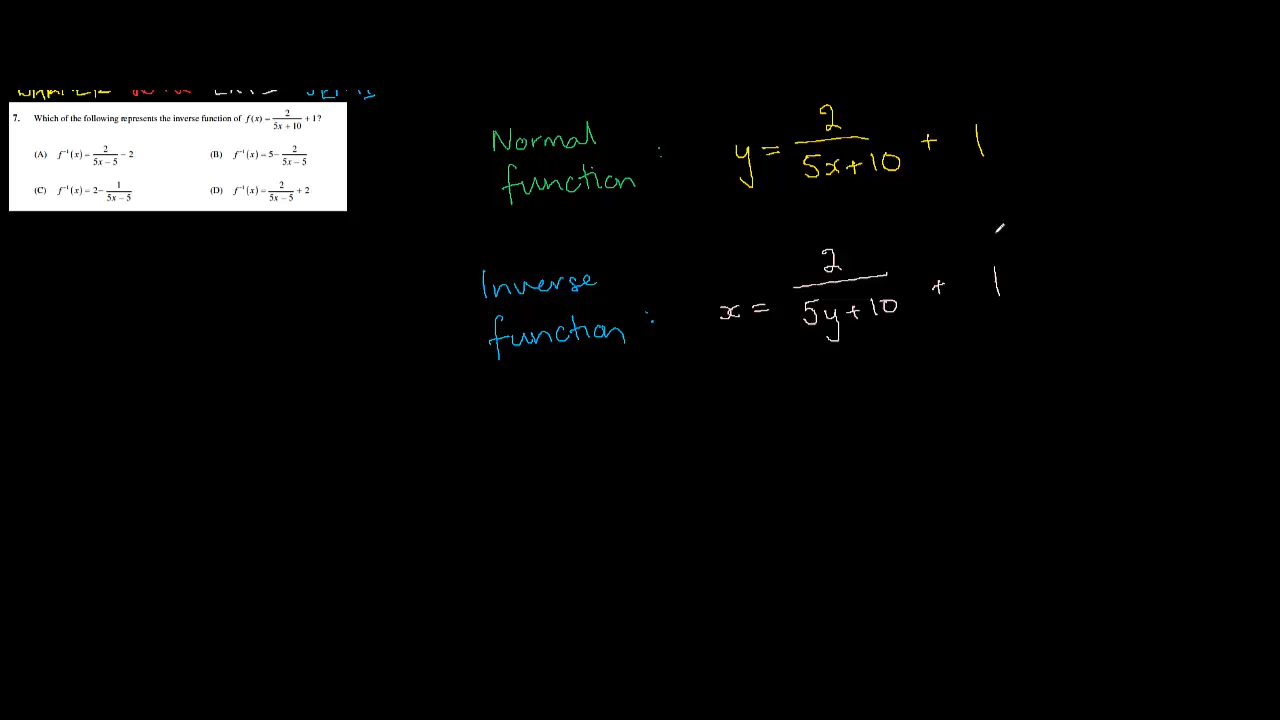 7. Which of the following represents the inverse function of f(x) = 2/(5x + 10) + 1?
(A) f⁻¹(x) = 2/(5x − 5) − 2 (B) f⁻¹(x) = 5 − 2/(5x − 5)
(C) f⁻¹(x) = 2 − 1/(5x − 5) (D) f⁻¹(x) = 2/(5x − 5) + 2
Normal
function : y = 2/(5x + 10) + 1
Inverse
function : x = 2/(5y + 10) + 1